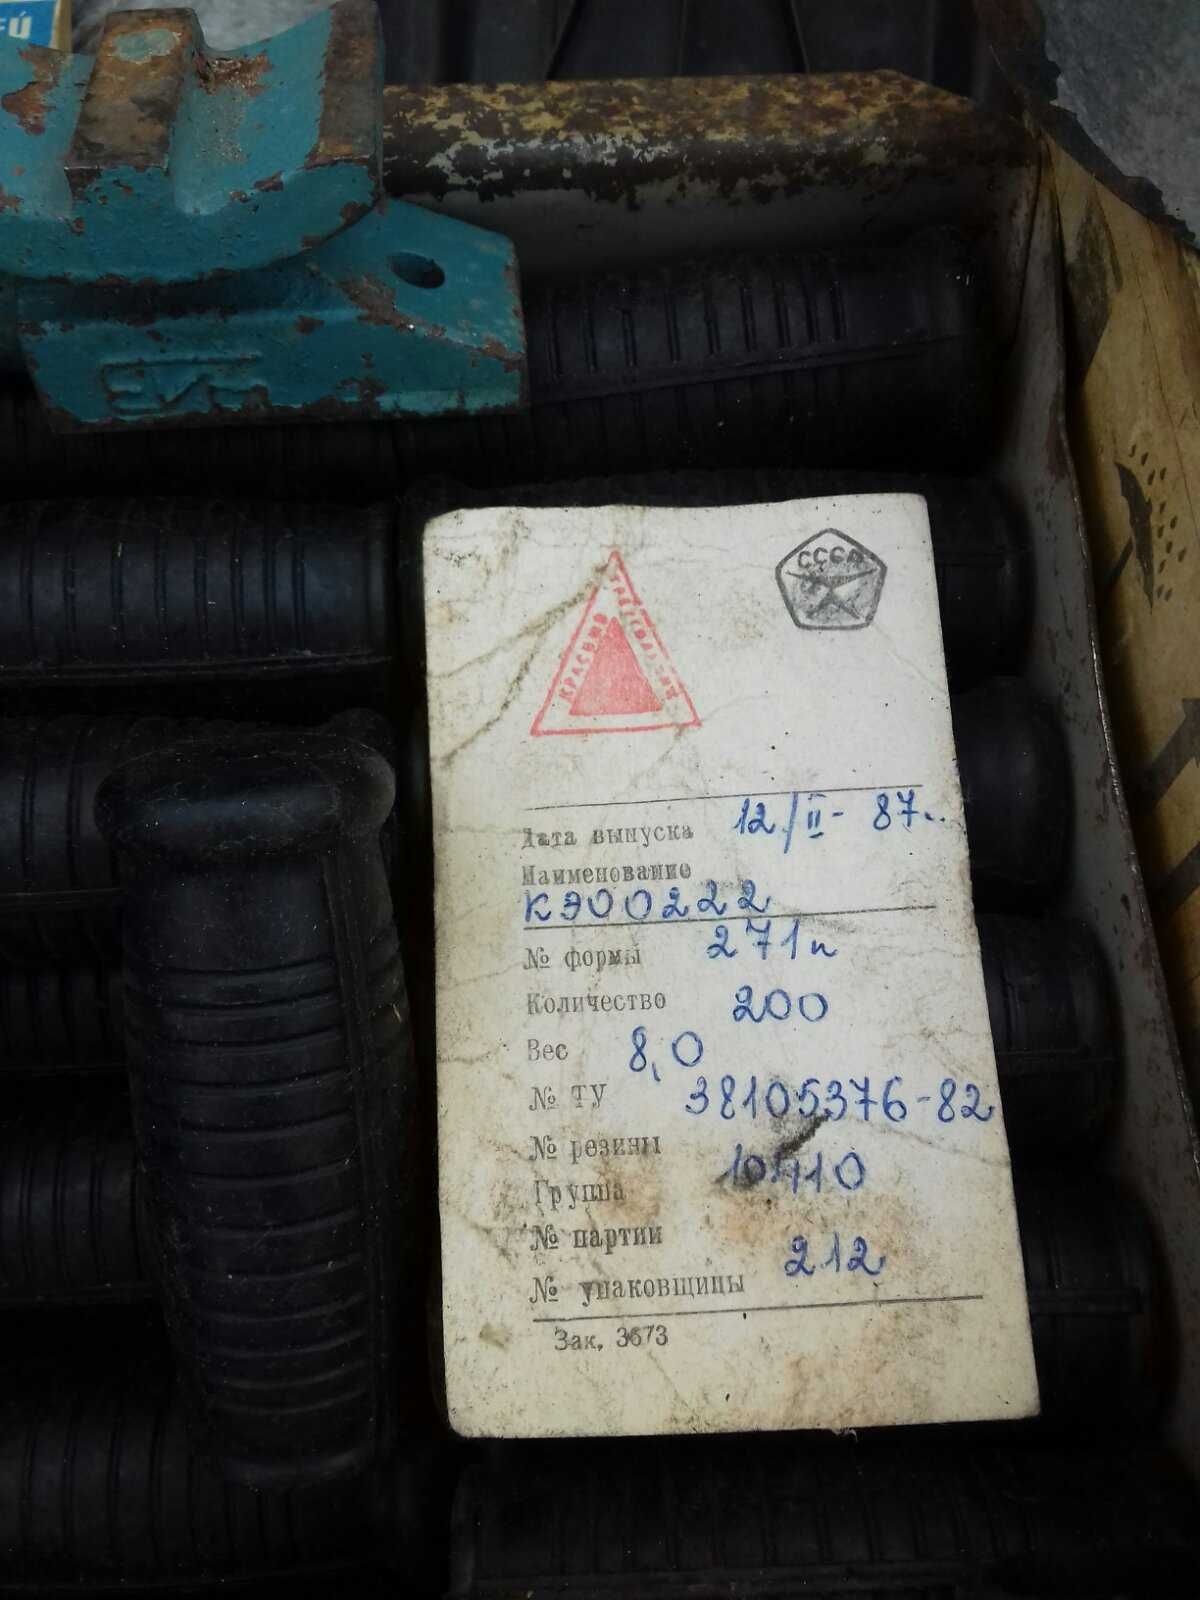 СССР
КРАСНЫЙ ТРЕУГОЛЬНИК
Дата выпуска 12/II- 87.
Наименование
КЭ00222
№ формы 271п
Количество 200
Вес 8,0
№ ТУ 38105376-82
№ резины
Группа 10410
№ партии
№ упаковщицы 212
Зак. 3673